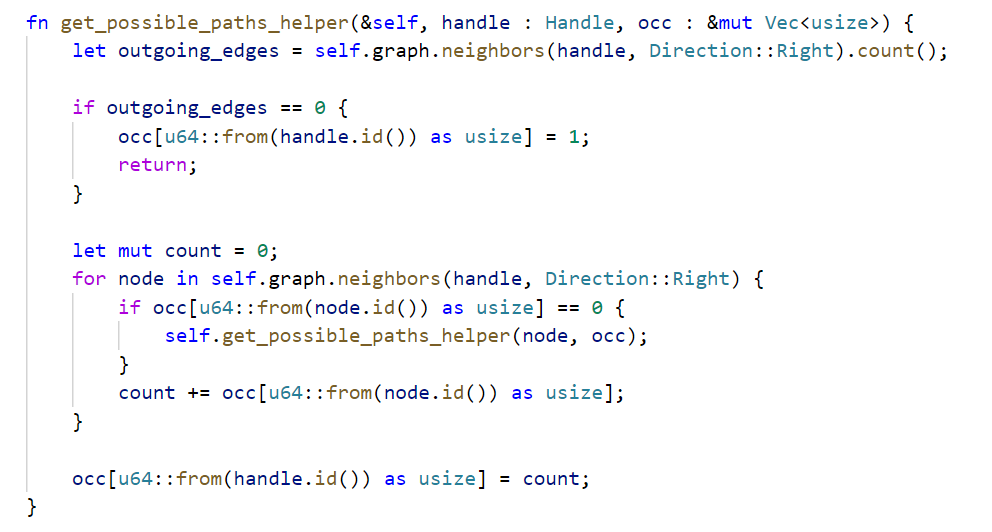 fn get_possible_paths_helper(&self, handle : Handle, occ : &mut Vec<usize>) {
    let outgoing_edges = self.graph.neighbors(handle, Direction::Right).count();

    if outgoing_edges == 0 {
        occ[u64::from(handle.id()) as usize] = 1;
        return;
    }

    let mut count = 0;
    for node in self.graph.neighbors(handle, Direction::Right) {
        if occ[u64::from(node.id()) as usize] == 0 {
            self.get_possible_paths_helper(node, occ);
        }
        count += occ[u64::from(node.id()) as usize];
    }

    occ[u64::from(handle.id()) as usize] = count;
}